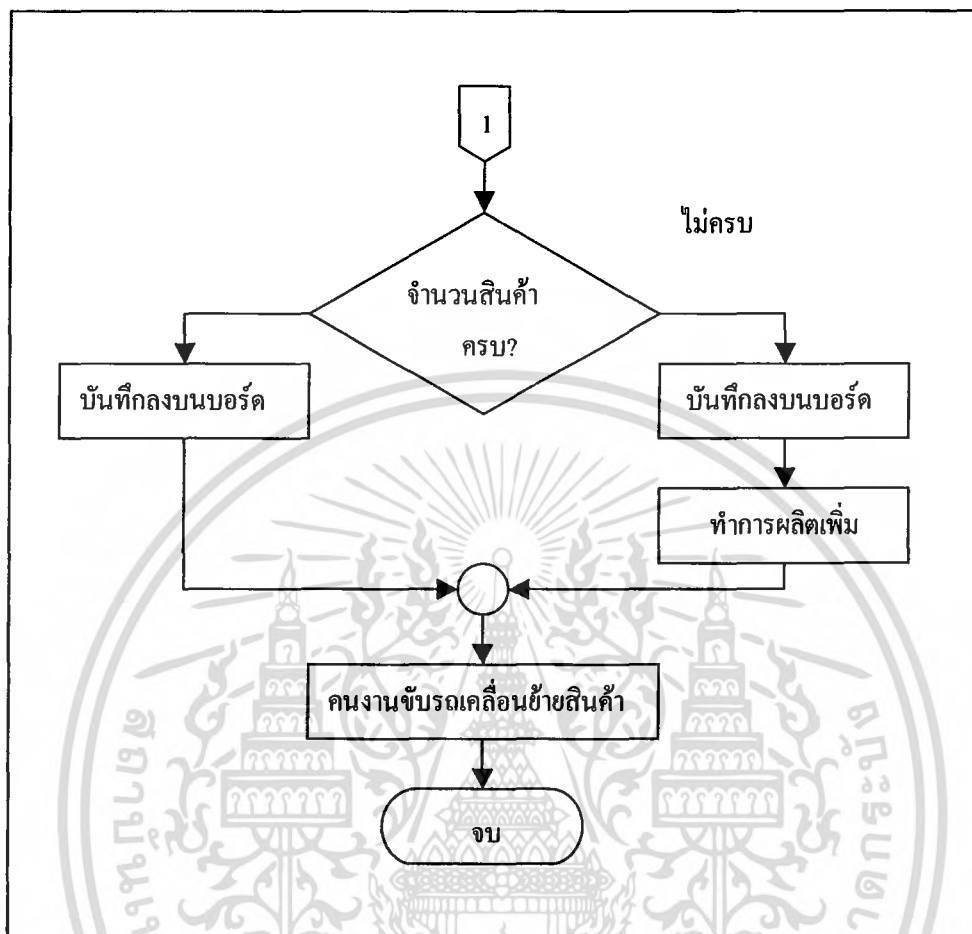 1
ไม่ครบ
จำนวนสินค้า
ครบ?
บันทึกลงบนบอร์ด
บันทึกลงบนบอร์ด
ทำการผลิตเพิ่ม
คนงานขับรถเคลื่อนย้ายสินค้า
จบ